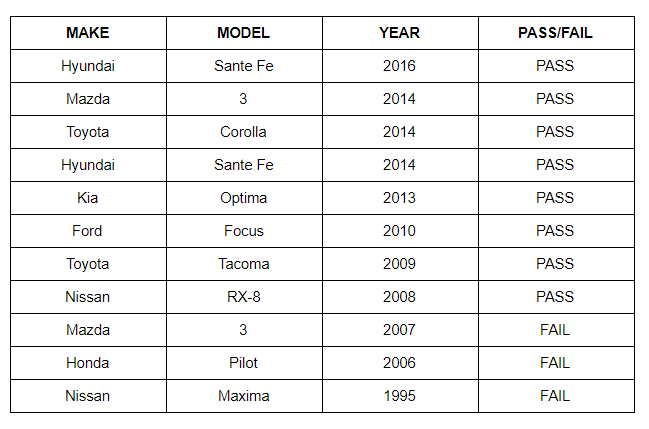 MAKE MODEL YEAR PASS/FAIL
Hyundai Sante Fe 2016 PASS
Mazda 3 2014 PASS
Toyota Corolla 2014 PASS
Hyundai Sante Fe 2014 PASS
Kia Optima 2013 PASS
Ford Focus 2010 PASS
Toyota Tacoma 2009 PASS
Nissan RX-8 2008 PASS
Mazda 3 2007 FAIL
Honda Pilot 2006 FAIL
Nissan Maxima 1995 FAIL